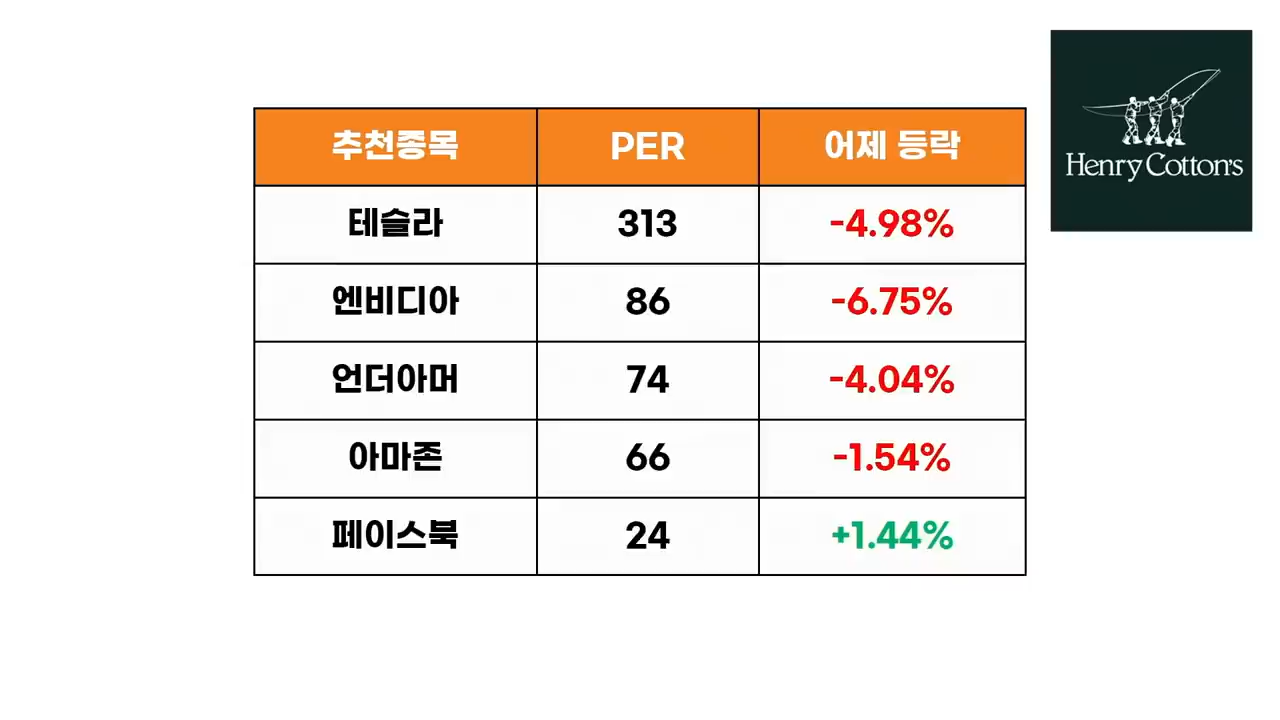 추천종목 PER 어제 등락
테슬라 313 -4.98%
엔비디아 86 -6.75%
언더아머 74 -4.04%
아마존 66 -1.54%
페이스북 24 +1.44%
Henry Cotton's